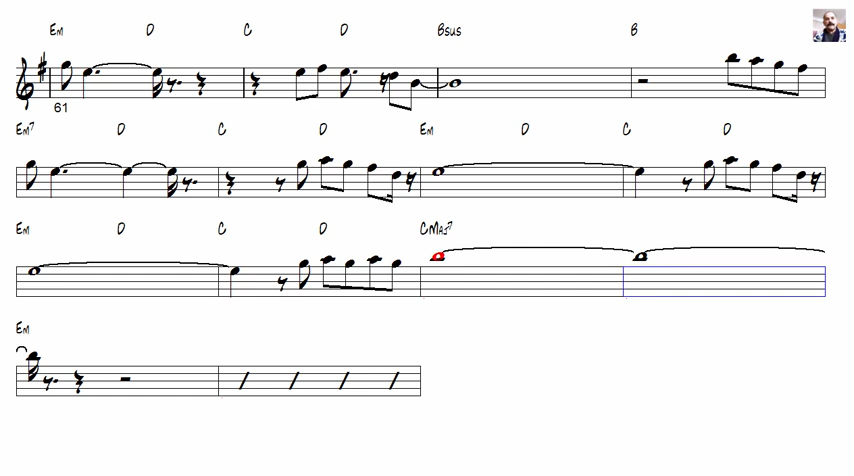 Em D C D Bsus B
61
Em7 D C D Em D C D
Em D C D CMaj7
Em